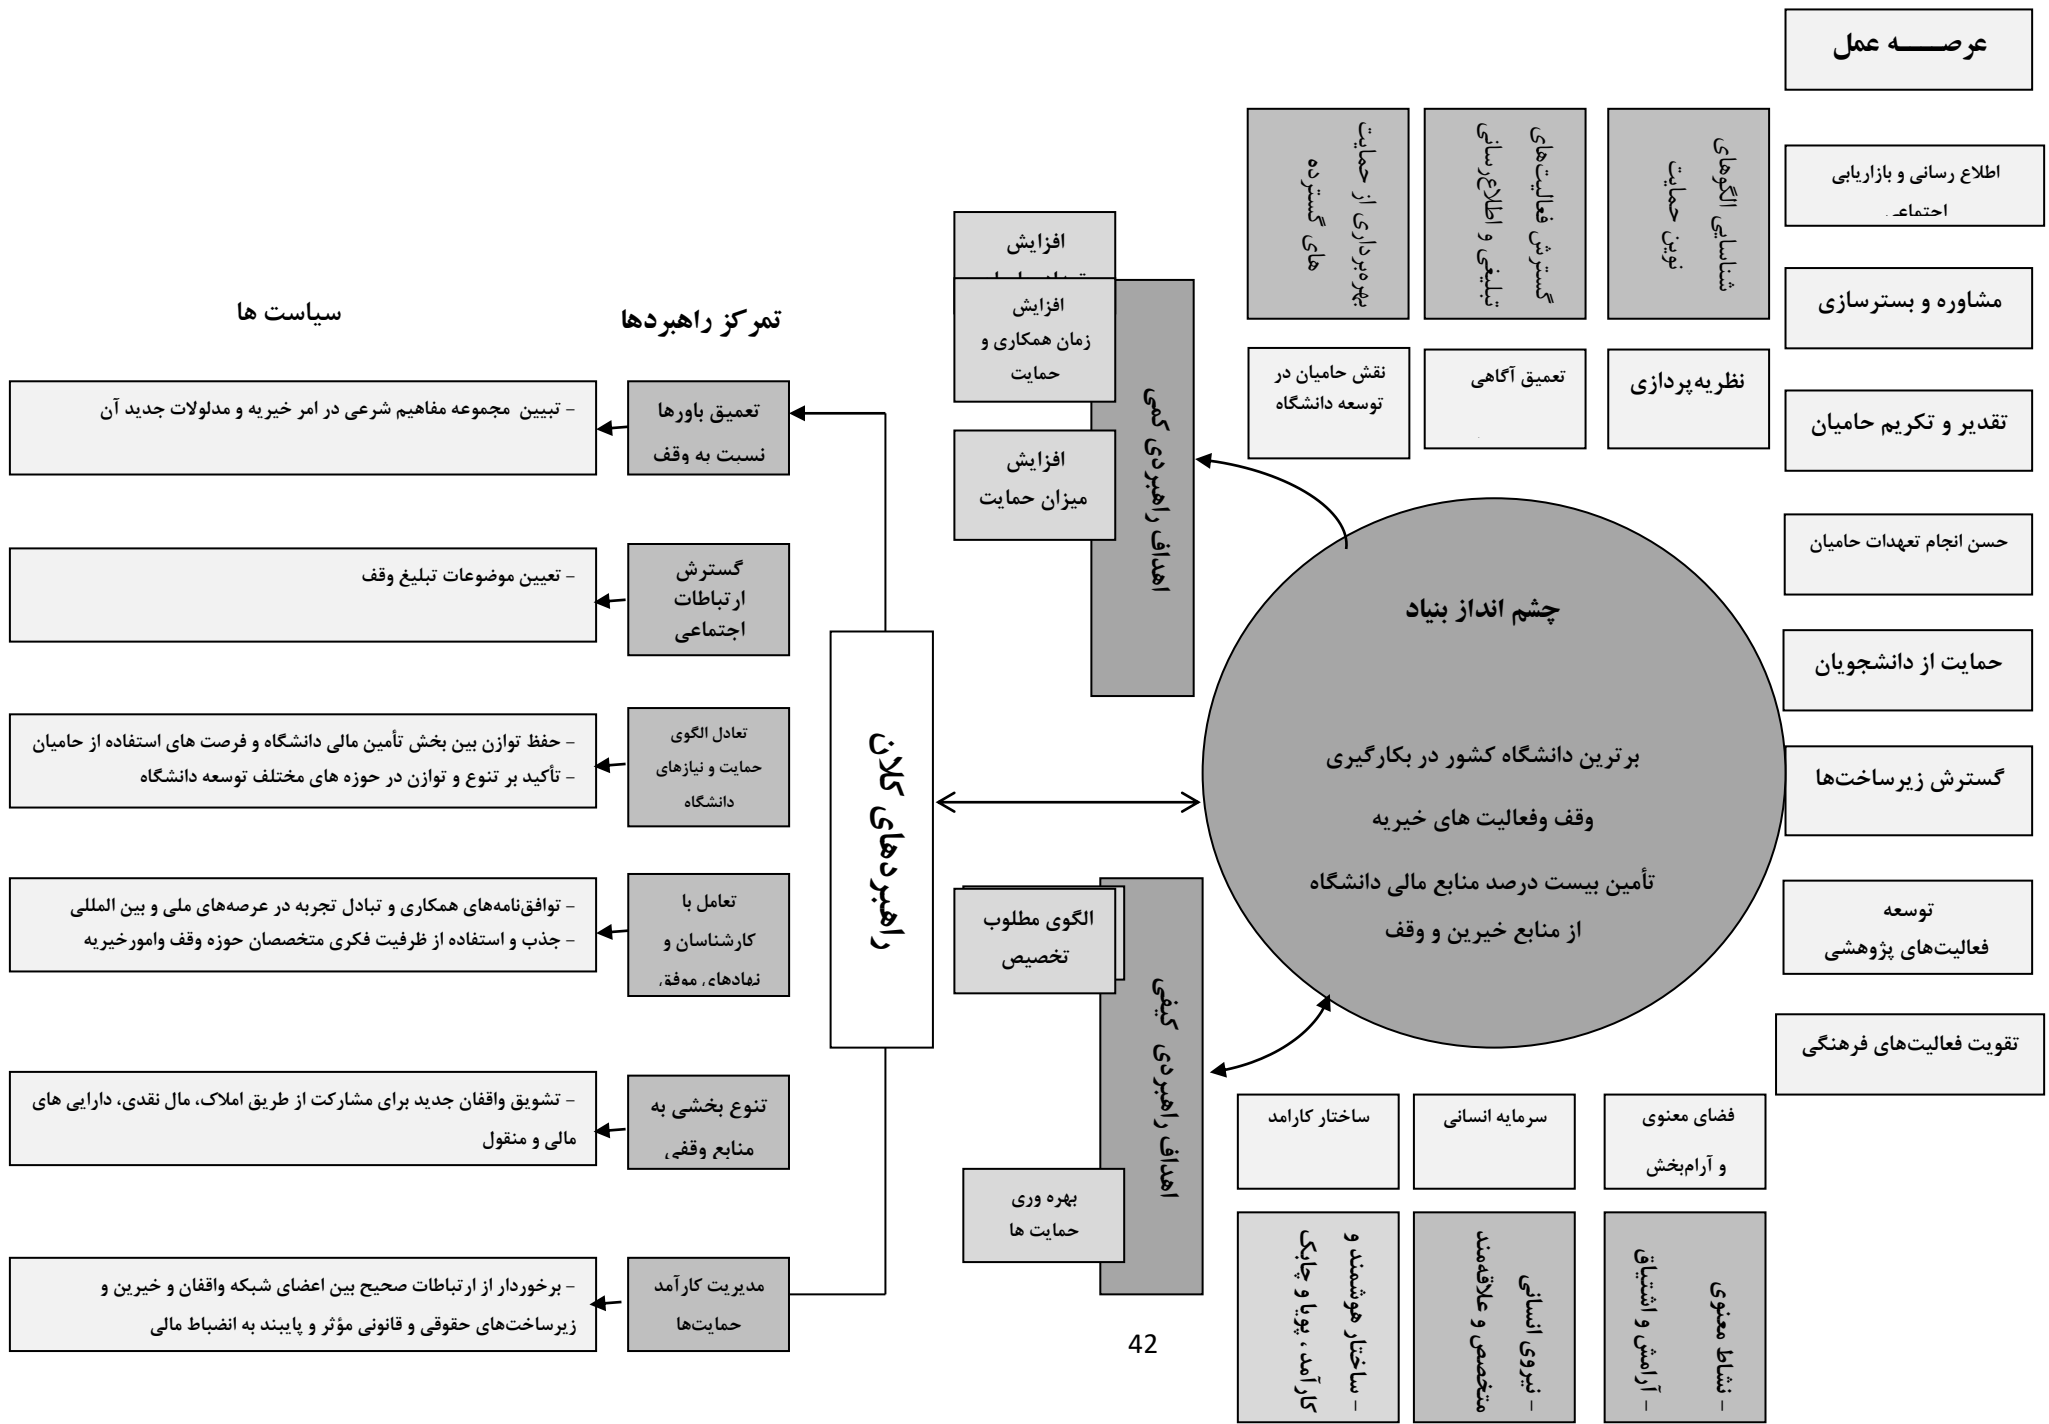 عرصـــــه عمل
اطلاع رسانی و بازاریابی
اجتماعی
مشاوره و بسترسازی
تقدیر و تکریم حامیان
حسن انجام تعهدات حامیان
حمایت از دانشجویان
گسترش زیرساخت‌ها
توسعه
فعالیت‌های پژوهشی
تقویت فعالیت‌های فرهنگی
شناسایی الگوهای
نوین حمایت
گسترش فعالیت‌های
تبلیغی و اطلاع‌رسانی
بهره‌برداری از حمایت
های گسترده
نظریه‌پردازی
تعمیق آگاهی
نقش حامیان در
توسعه دانشگاه
چشم انداز بنیاد
برترین دانشگاه کشور در بکارگیری
وقف وفعالیت های خیریه
تأمین بیست درصد منابع مالی دانشگاه
از منابع خیرین و وقف
فضای معنوی
و آرام‌بخش
سرمایه انسانی
ساختار کارامد
- نشاط معنوی
- آرامش و اشتیاق
- نیروی انسانی
متخصص و علاقه‌مند
- ساختار هوشمند و
کارآمد ، پویا و چابک
اهداف راهبردی کمی
افزایش
افزایش
زمان همکاری و
حمایت
افزایش
میزان حمایت
اهداف راهبردی کیفی
الگوی مطلوب
تخصیص
بهره وری
حمایت ها
راهبردهای کلان
تمرکز راهبردها
سیاست ها
تعمیق باورها
نسبت به وقف
- تبیین مجموعه مفاهیم شرعی در امر خیریه و مدلولات جدید آن
گسترش
ارتباطات
اجتماعی
- تعیین موضوعات تبلیغ وقف
تعادل الگوی
حمایت و نیازهای
دانشگاه
- حفظ توازن بین بخش تأمین مالی دانشگاه و فرصت های استفاده از حامیان
- تأکید بر تنوع و توازن در حوزه های مختلف توسعه دانشگاه
تعامل با
کارشناسان و
نهادهای موفق
- توافق‌نامه‌های همکاری و تبادل تجربه در عرصه‌های ملی و بین المللی
- جذب و استفاده از ظرفیت فکری متخصصان حوزه وقف وامورخیریه
تنوع بخشی به
منابع وقفی
- تشویق واقفان جدید برای مشارکت از طریق املاک، مال نقدی، دارایی های
مالی و منقول
مدیریت کارآمد
حمایت‌ها
- برخوردار از ارتباطات صحیح بین اعضای شبکه واقفان و خیرین و
زیرساخت‌های حقوقی و قانونی مؤثر و پایبند به انضباط مالی
42